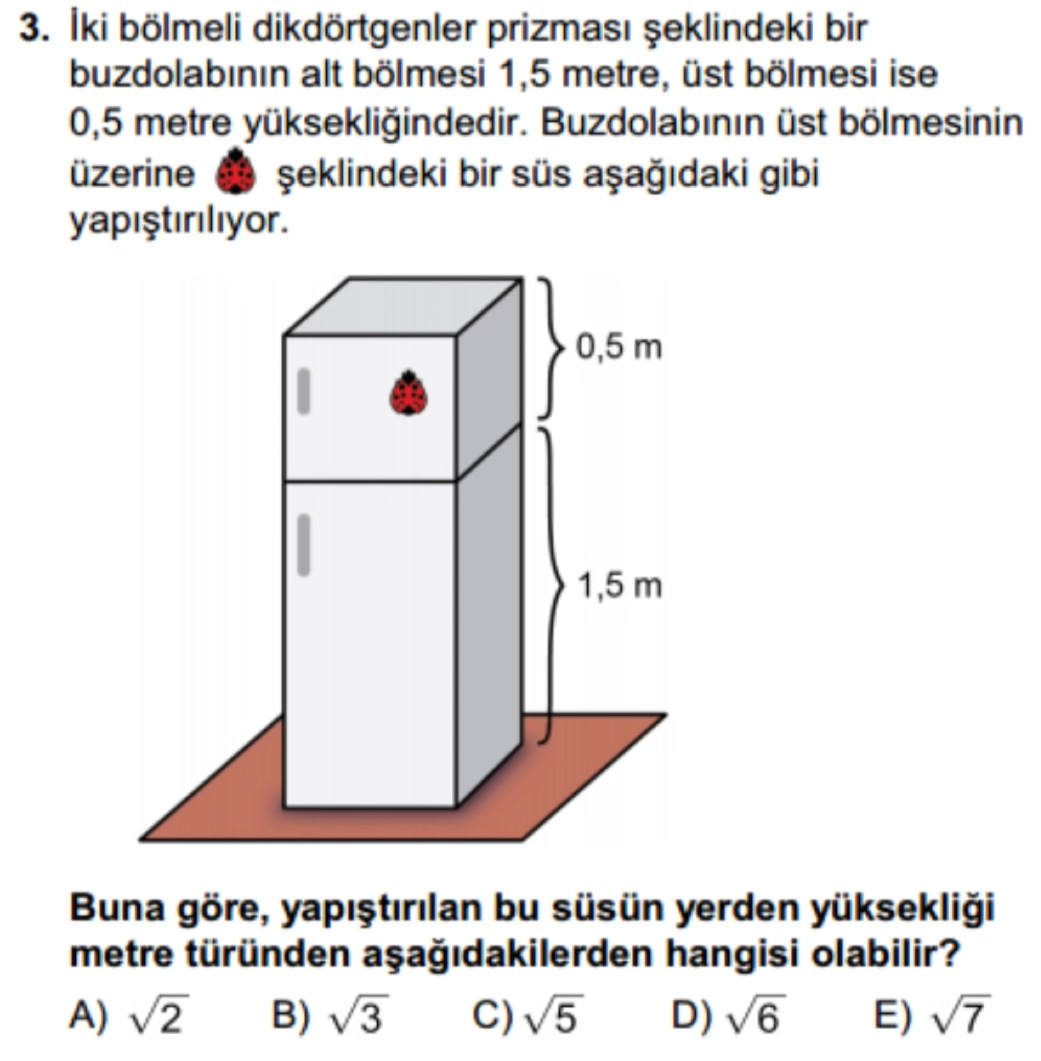 3. İki bölmeli dikdörtgenler prizması şeklindeki bir
buzdolabının alt bölmesi 1,5 metre, üst bölmesi ise
0,5 metre yüksekliğindedir. Buzdolabının üst bölmesinin
üzerine şeklindeki bir süs aşağıdaki gibi
yapıştırılıyor.
0,5 m
1,5 m
Buna göre, yapıştırılan bu süsün yerden yüksekliği
metre türünden aşağıdakilerden hangisi olabilir?
A) √2 B) √3 C) √5 D) √6 E) √7